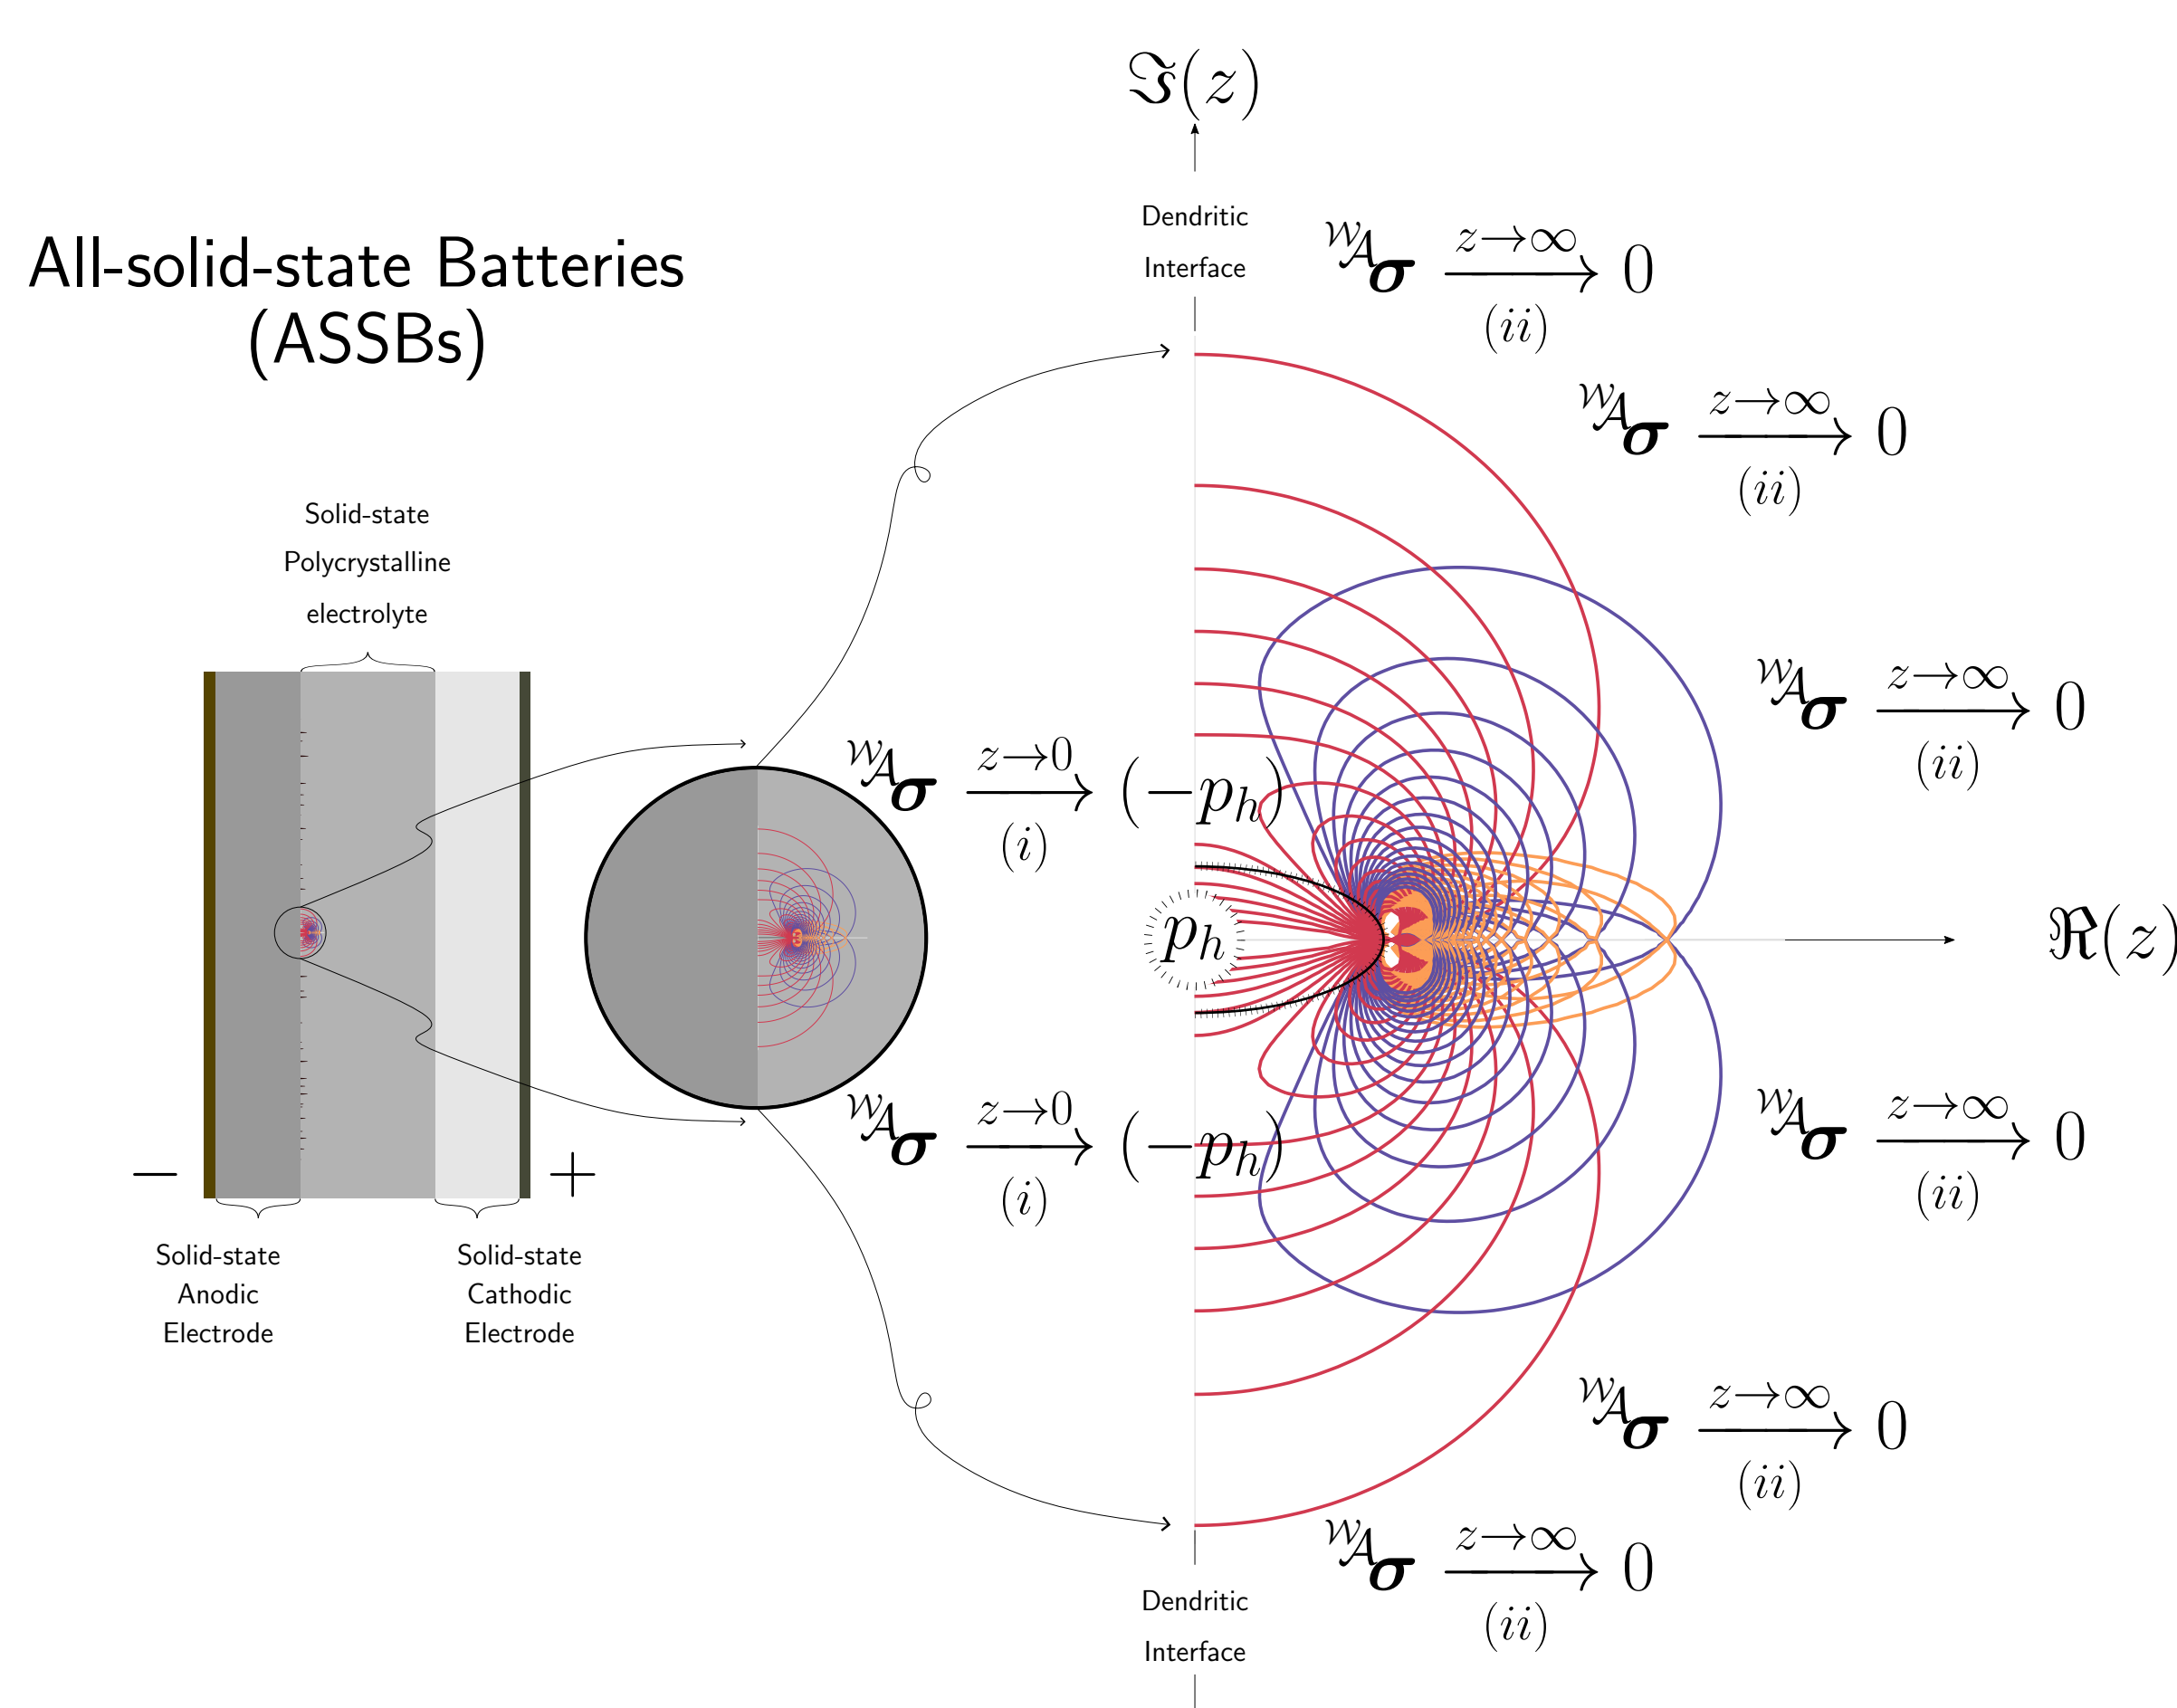 ℑ(z)
Dendritic
Interface
All-solid-state Batteries
(ASSBs)
𝒲𝒜𝛔 z→∞ 0
(ii)
𝒲𝒜𝛔 z→∞ 0
(ii)
Solid-state
Polycrystalline
electrolyte
𝒲𝒜𝛔 z→∞ 0
(ii)
𝒲𝒜𝛔 z→0 (−pₕ)
(i)
pₕ
ℜ(z)
𝒲𝒜𝛔 z→0 (−pₕ)
(i)
𝒲𝒜𝛔 z→∞ 0
(ii)
− +
Solid-state
Anodic
Electrode
Solid-state
Cathodic
Electrode
𝒲𝒜𝛔 z→∞ 0
(ii)
𝒲𝒜𝛔 z→∞ 0
(ii)
Dendritic
Interface